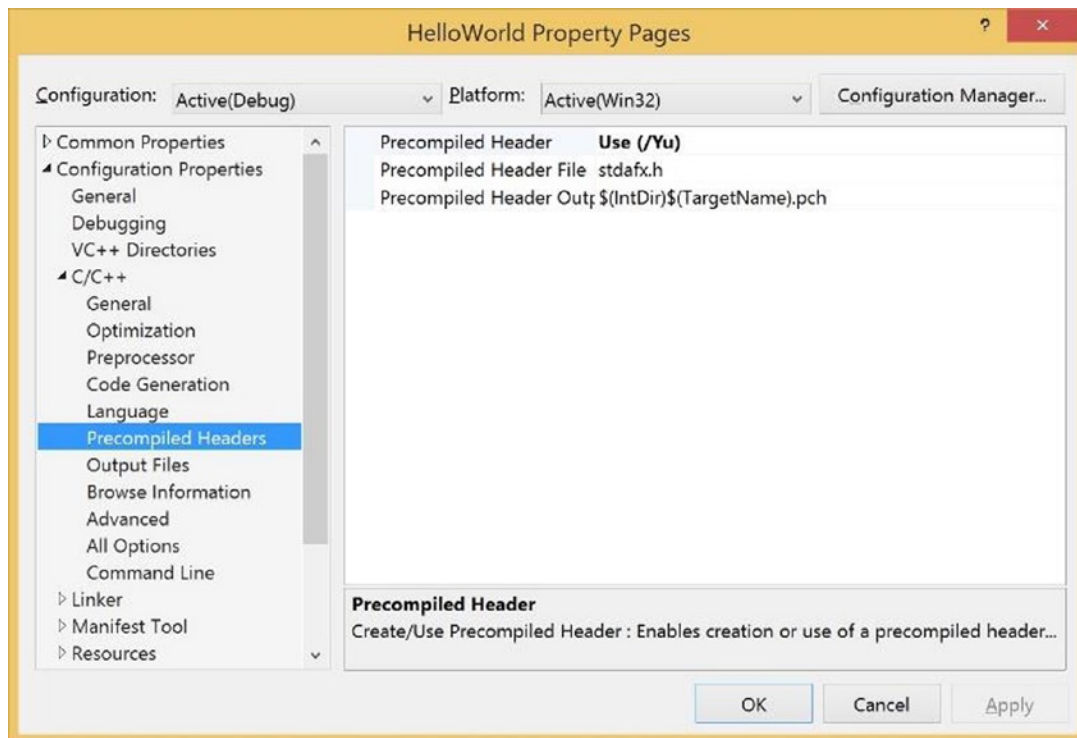 HelloWorld Property Pages
? ×
Configuration: Active(Debug) Platform: Active(Win32) Configuration Manager...
Common Properties
Configuration Properties
General
Debugging
VC++ Directories
C/C++
General
Optimization
Preprocessor
Code Generation
Language
Precompiled Headers
Output Files
Browse Information
Advanced
All Options
Command Line
Linker
Manifest Tool
Resources
Precompiled Header Use (/Yu)
Precompiled Header File stdafx.h
Precompiled Header Outp $(IntDir)$(TargetName).pch
Precompiled Header
Create/Use Precompiled Header : Enables creation or use of a precompiled header...
OK Cancel Apply